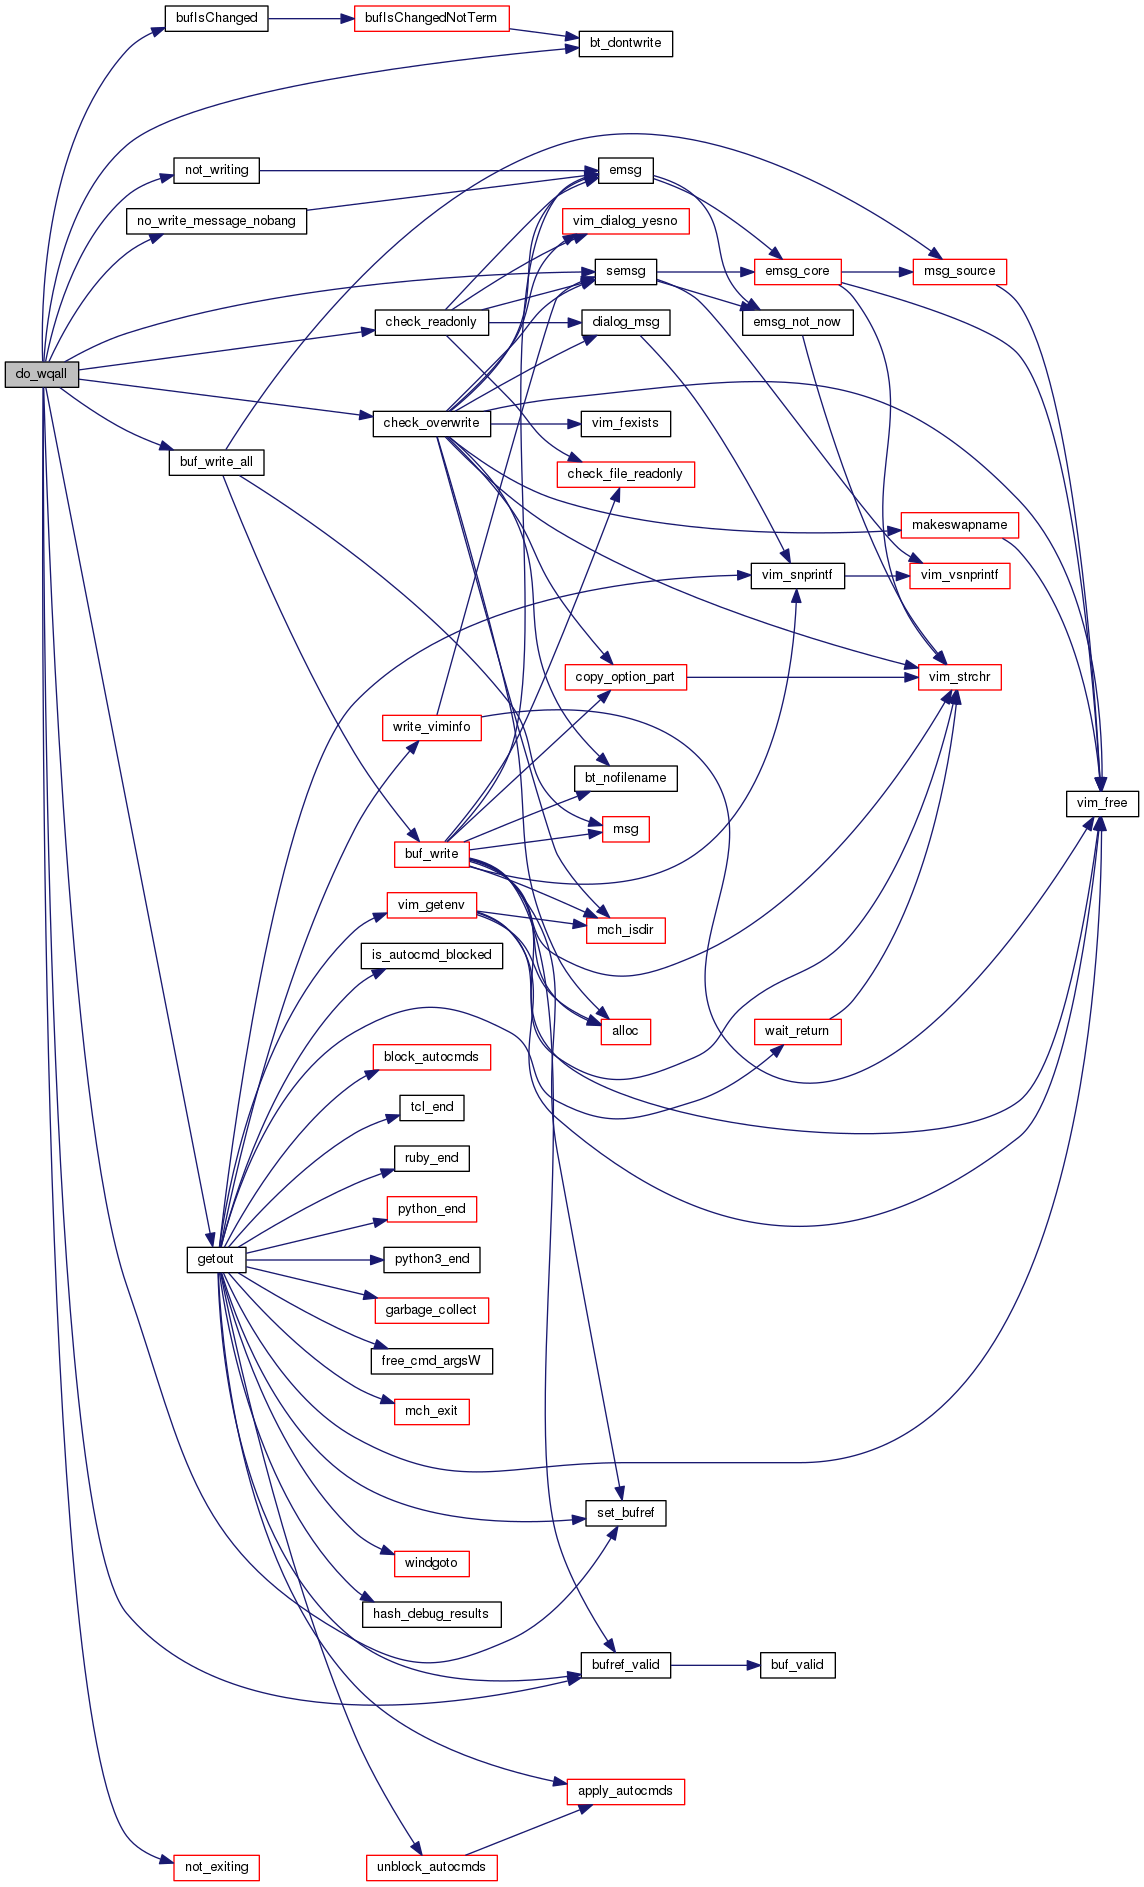 bufIsChanged
bufIsChangedNotTerm
bt_dontwrite
not_writing
emsg
no_write_message_nobang
vim_dialog_yesno
semsg
emsg_core
msg_source
check_readonly
dialog_msg
emsg_not_now
do_wqall
check_overwrite
vim_fexists
buf_write_all
check_file_readonly
makeswapname
vim_snprintf
vim_vsnprintf
copy_option_part
vim_strchr
write_viminfo
bt_nofilename
vim_free
msg
buf_write
vim_getenv
mch_isdir
is_autocmd_blocked
alloc
wait_return
block_autocmds
tcl_end
ruby_end
python_end
getout
python3_end
garbage_collect
free_cmd_argsW
mch_exit
set_bufref
windgoto
hash_debug_results
bufref_valid
buf_valid
apply_autocmds
not_exiting
unblock_autocmds